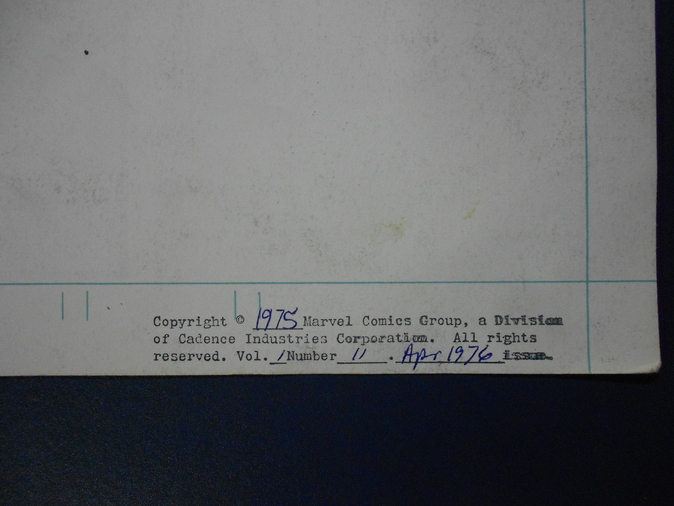 Copyright © 1975 Marvel Comics Group, a Division
of Cadence Industries Corporation. All rights
reserved. Vol. 1 Number 11 . Apr 1976 issue.